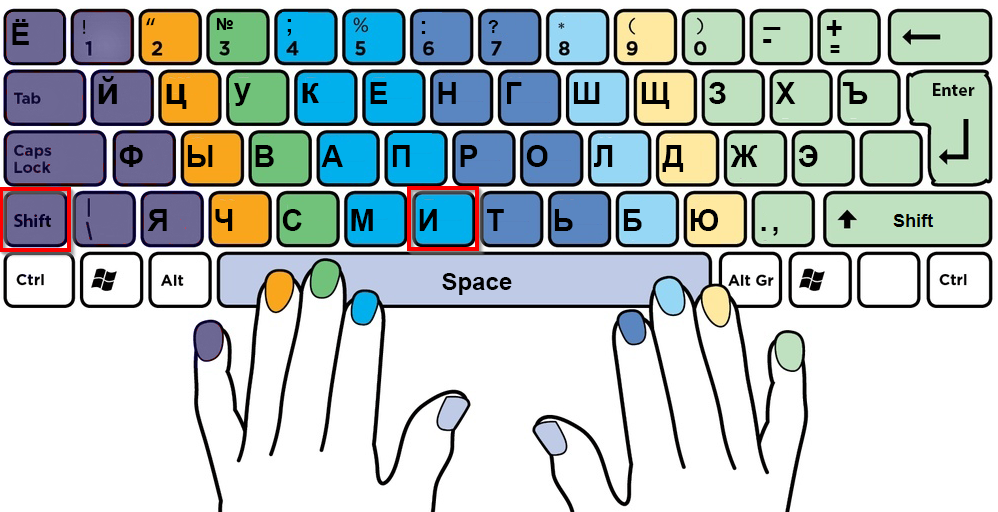 Ё ! 1 “ 2 № 3 ; 4 % 5 : 6 ? 7 * 8 ( 9 ) 0 — - + =
Tab Й Ц У К Е Н Г Ш Щ З Х Ъ Enter
Caps Lock Ф Ы В А П Р О Л Д Ж Э
Shift | \ Я Ч С М И Т Ь Б Ю . , Shift
Ctrl Alt Space Alt Gr Ctrl